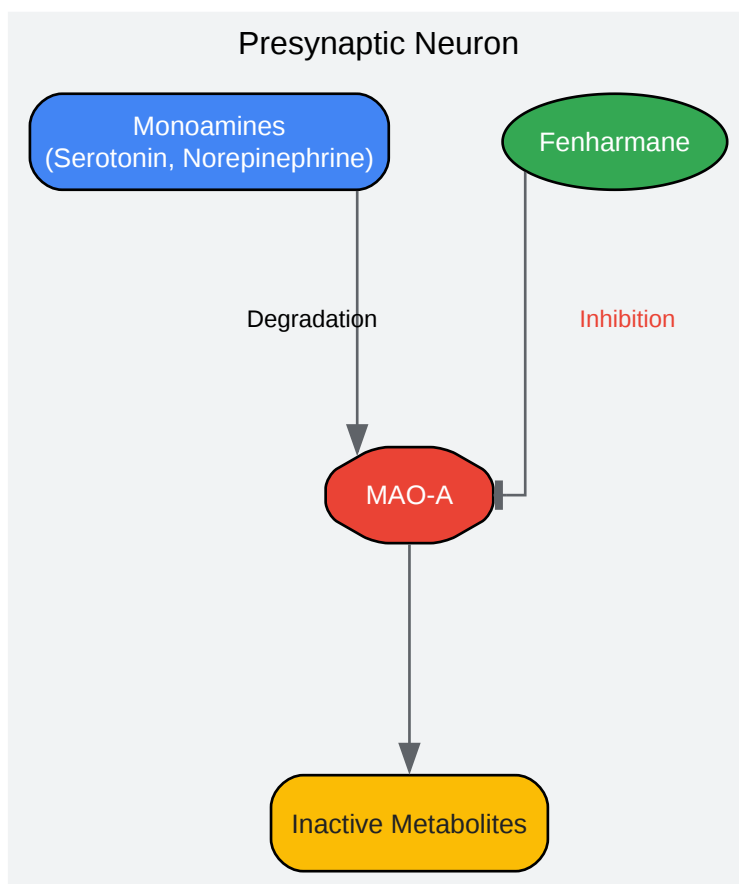 Presynaptic Neuron
Monoamines
(Serotonin, Norepinephrine)
Fenharmane
Degradation
Inhibition
MAO-A
Inactive Metabolites